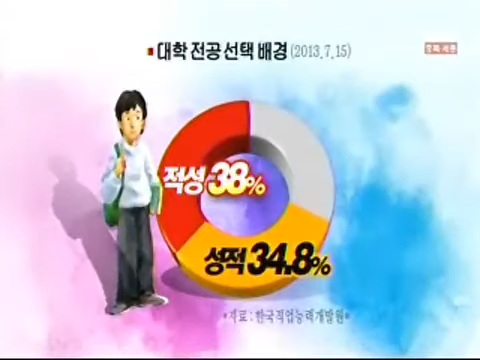 대학 전공 선택 배경 (2013.7.15)
적성 38%
성적 34.8%
*자료 : 한국직업능력개발원*